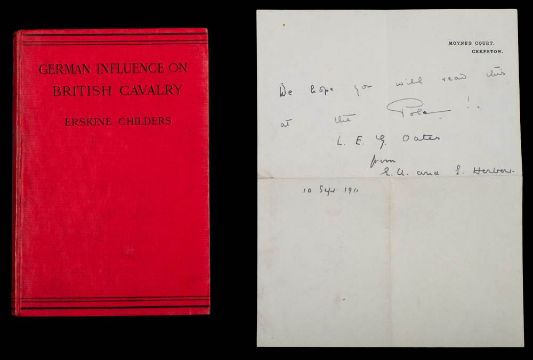 GERMAN INFLUENCE ON
BRITISH CAVALRY
ERSKINE CHILDERS
MOYNES COURT,
CHEPSTOW.
We hope you will read this
at the Pole !.
L. E. G. Oates
from
and
10 Sept 1911